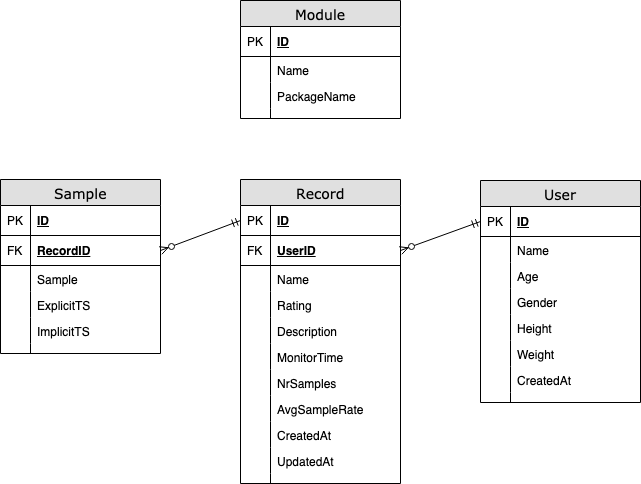 Module
PK ID
Name
PackageName
Sample
PK ID
FK RecordID
Sample
ExplicitTS
ImplicitTS
Record
PK ID
FK UserID
Name
Rating
Description
MonitorTime
NrSamples
AvgSampleRate
CreatedAt
UpdatedAt
User
PK ID
Name
Age
Gender
Height
Weight
CreatedAt